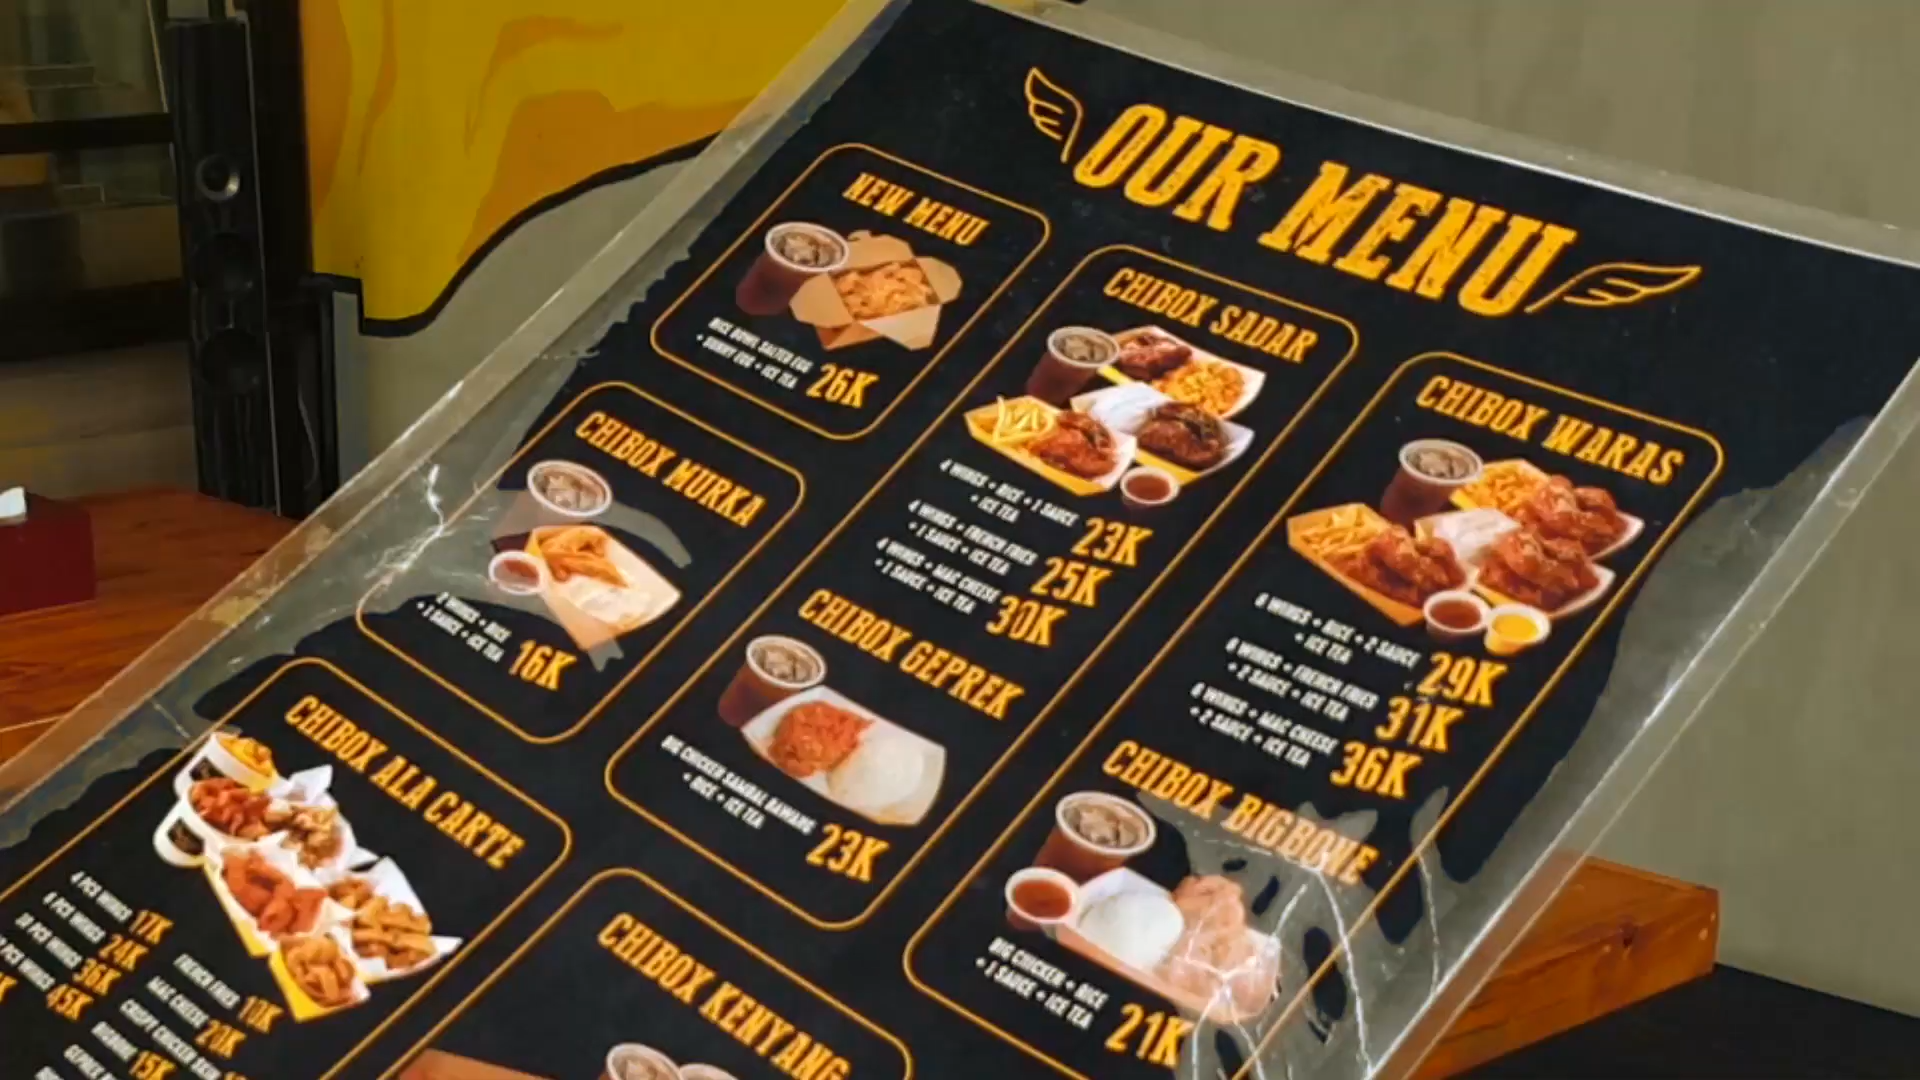 OUR MENU
NEW MENU
RICE BOWL SALTED EGG
+ SUNNY EGG + ICE TEA
26K
CHIBOX SADAR
4 WINGS + RICE + 1 SAUCE
+ ICE TEA
23K
4 WINGS + FRENCH FRIES
+ 1 SAUCE + ICE TEA
25K
4 WINGS + MAC CHEESE
+ 1 SAUCE + ICE TEA
30K
CHIBOX WARAS
6 WINGS + RICE + 2 SAUCE
+ ICE TEA
29K
6 WINGS + FRENCH FRIES
+ 2 SAUCE + ICE TEA
31K
6 WINGS + MAC CHEESE
+ 2 SAUCE + ICE TEA
36K
CHIBOX MURKA
2 WINGS + RICE
+ 1 SAUCE + ICE TEA
16K
CHIBOX GEPREK
BIG CHICKEN SAMBAL BAWANG
+ RICE + ICE TEA
23K
CHIBOX BIGBONE
BIG CHICKEN + RICE
+ 1 SAUCE + ICE TEA
21K
CHIBOX ALA CARTE
4 PCS WINGS 17K
6 PCS WINGS 24K
PCS WINGS 36K
PCS WINGS 45K
FRENCH FRIES 10K
MAC CHEESE 20K
CRISPY CHICKEN SKIN
BIGBONE 15K
CHIBOX KENYANG